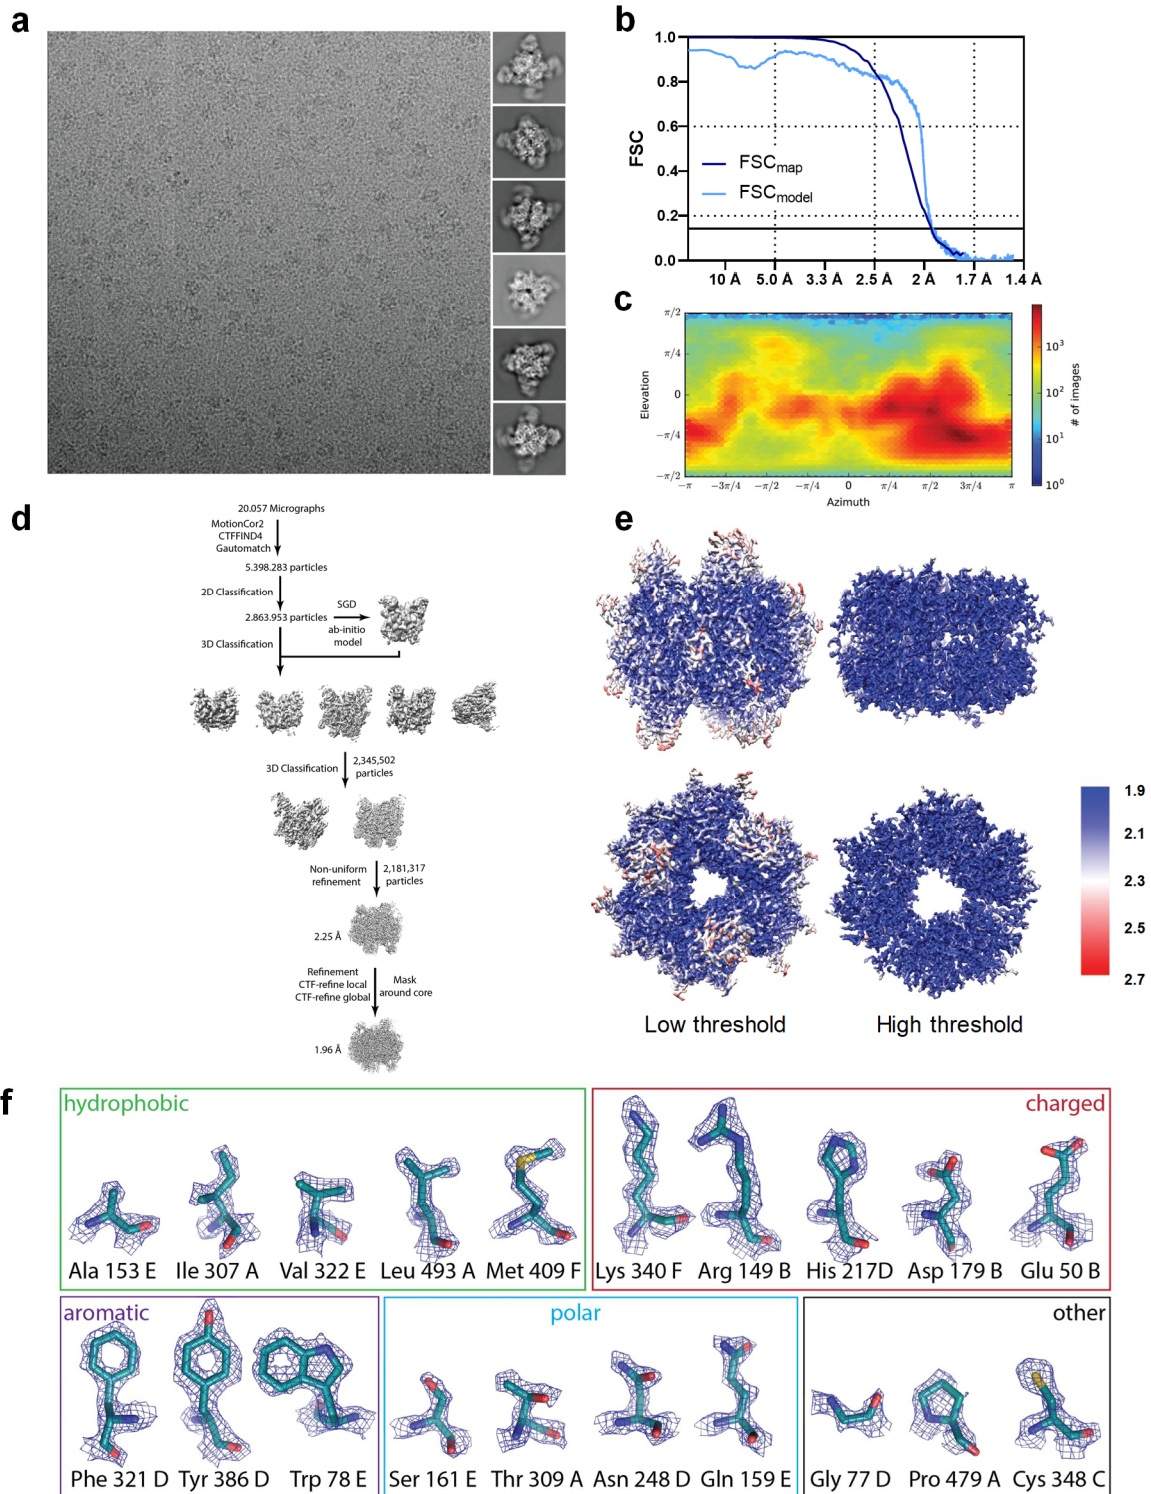 a
b
1.0
0.8
0.6
0.4
0.2
0.0
FSC
FSCmap
FSCmodel
10 Å 5.0 Å 3.3 Å 2.5 Å 2 Å 1.7 Å 1.4 Å
c
π/2
π/4
0
−π/4
−π/2
Elevation
−π −3π/4 −π/2 −π/4 0 π/4 π/2 3π/4 π
Azimuth
10³
10²
10¹
10⁰
# of images
d
20.057 Micrographs
MotionCor2
CTFFIND4
Gautomatch
5.398.283 particles
2D Classification
2.863.953 particles
SGD
ab-initio
model
3D Classification
3D Classification
2,345,502
particles
Non-uniform
refinement
2,181,317
particles
2.25 Å
Refinement
CTF-refine local
CTF-refine global
Mask
around core
1.96 Å
e
1.9
2.1
2.3
2.5
2.7
Low threshold
High threshold
f
hydrophobic
Ala 153 E Ile 307 A Val 322 E Leu 493 A Met 409 F
charged
Lys 340 F Arg 149 B His 217D Asp 179 B Glu 50 B
aromatic
Phe 321 D Tyr 386 D Trp 78 E
polar
Ser 161 E Thr 309 A Asn 248 D Gln 159 E
other
Gly 77 D Pro 479 A Cys 348 C